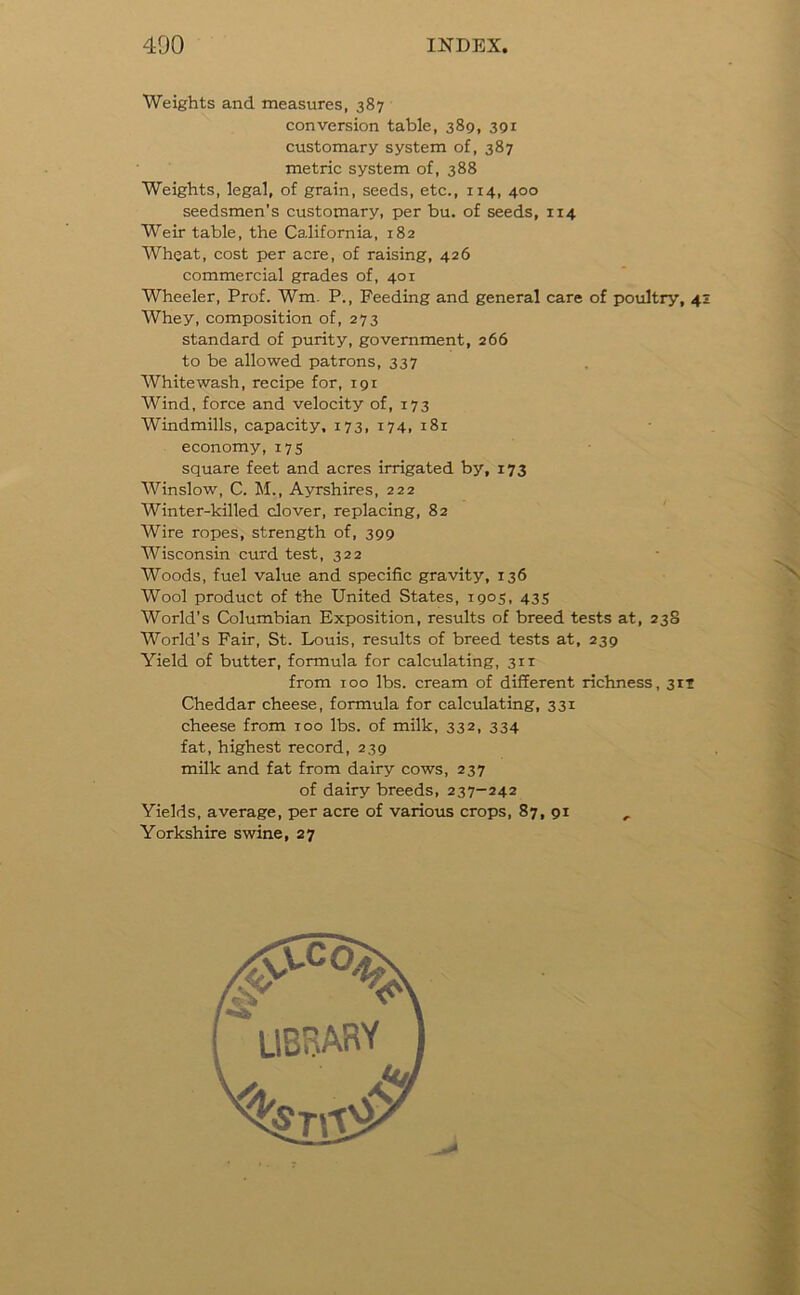 490 INDEX.
Weights and measures, 387
conversion table, 389, 391
customary system of, 387
metric system of, 388
Weights, legal, of grain, seeds, etc., 114, 400
seedsmen's customary, per bu. of seeds, 114
Weir table, the California, 182
Wheat, cost per acre, of raising, 426
commercial grades of, 401
Wheeler, Prof. Wm. P., Feeding and general care of poultry, 41
Whey, composition of, 273
standard of purity, government, 266
to be allowed patrons, 337
Whitewash, recipe for, 191
Wind, force and velocity of, 173
Windmills, capacity, 173, 174, 181
economy, 175
square feet and acres irrigated by, 173
Winslow, C. M., Ayrshires, 222
Winter-killed clover, replacing, 82
Wire ropes, strength of, 399
Wisconsin curd test, 322
Woods, fuel value and specific gravity, 136
Wool product of the United States, 1905, 435
World's Columbian Exposition, results of breed tests at, 238
World's Fair, St. Louis, results of breed tests at, 239
Yield of butter, formula for calculating, 311
from 100 lbs. cream of different richness, 311
Cheddar cheese, formula for calculating, 331
cheese from 100 lbs. of milk, 332, 334
fat, highest record, 239
milk and fat from dairy cows, 237
of dairy breeds, 237–242
Yields, average, per acre of various crops, 87, 91
Yorkshire swine, 27
WELLCOME
LIBRARY
INSTITUTE